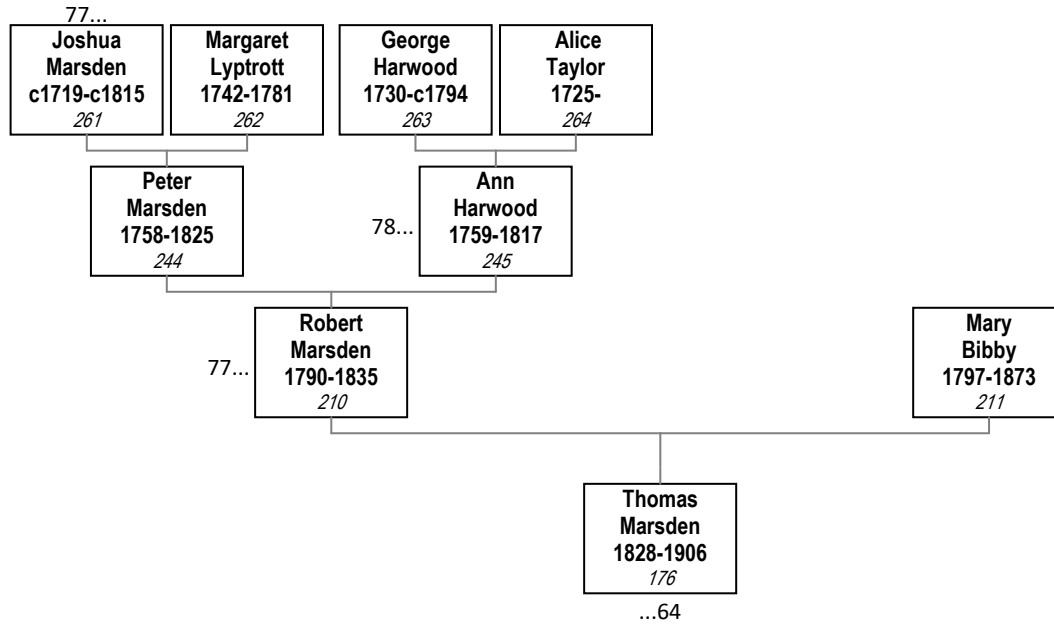 77...
Joshua
Marsden
c1719-c1815
261
Margaret
Lyptrott
1742-1781
262
George
Harwood
1730-c1794
263
Alice
Taylor
1725-
264
Peter
Marsden
1758-1825
244
78...
Ann
Harwood
1759-1817
245
77...
Robert
Marsden
1790-1835
210
Mary
Bibby
1797-1873
211
Thomas
Marsden
1828-1906
176
...64